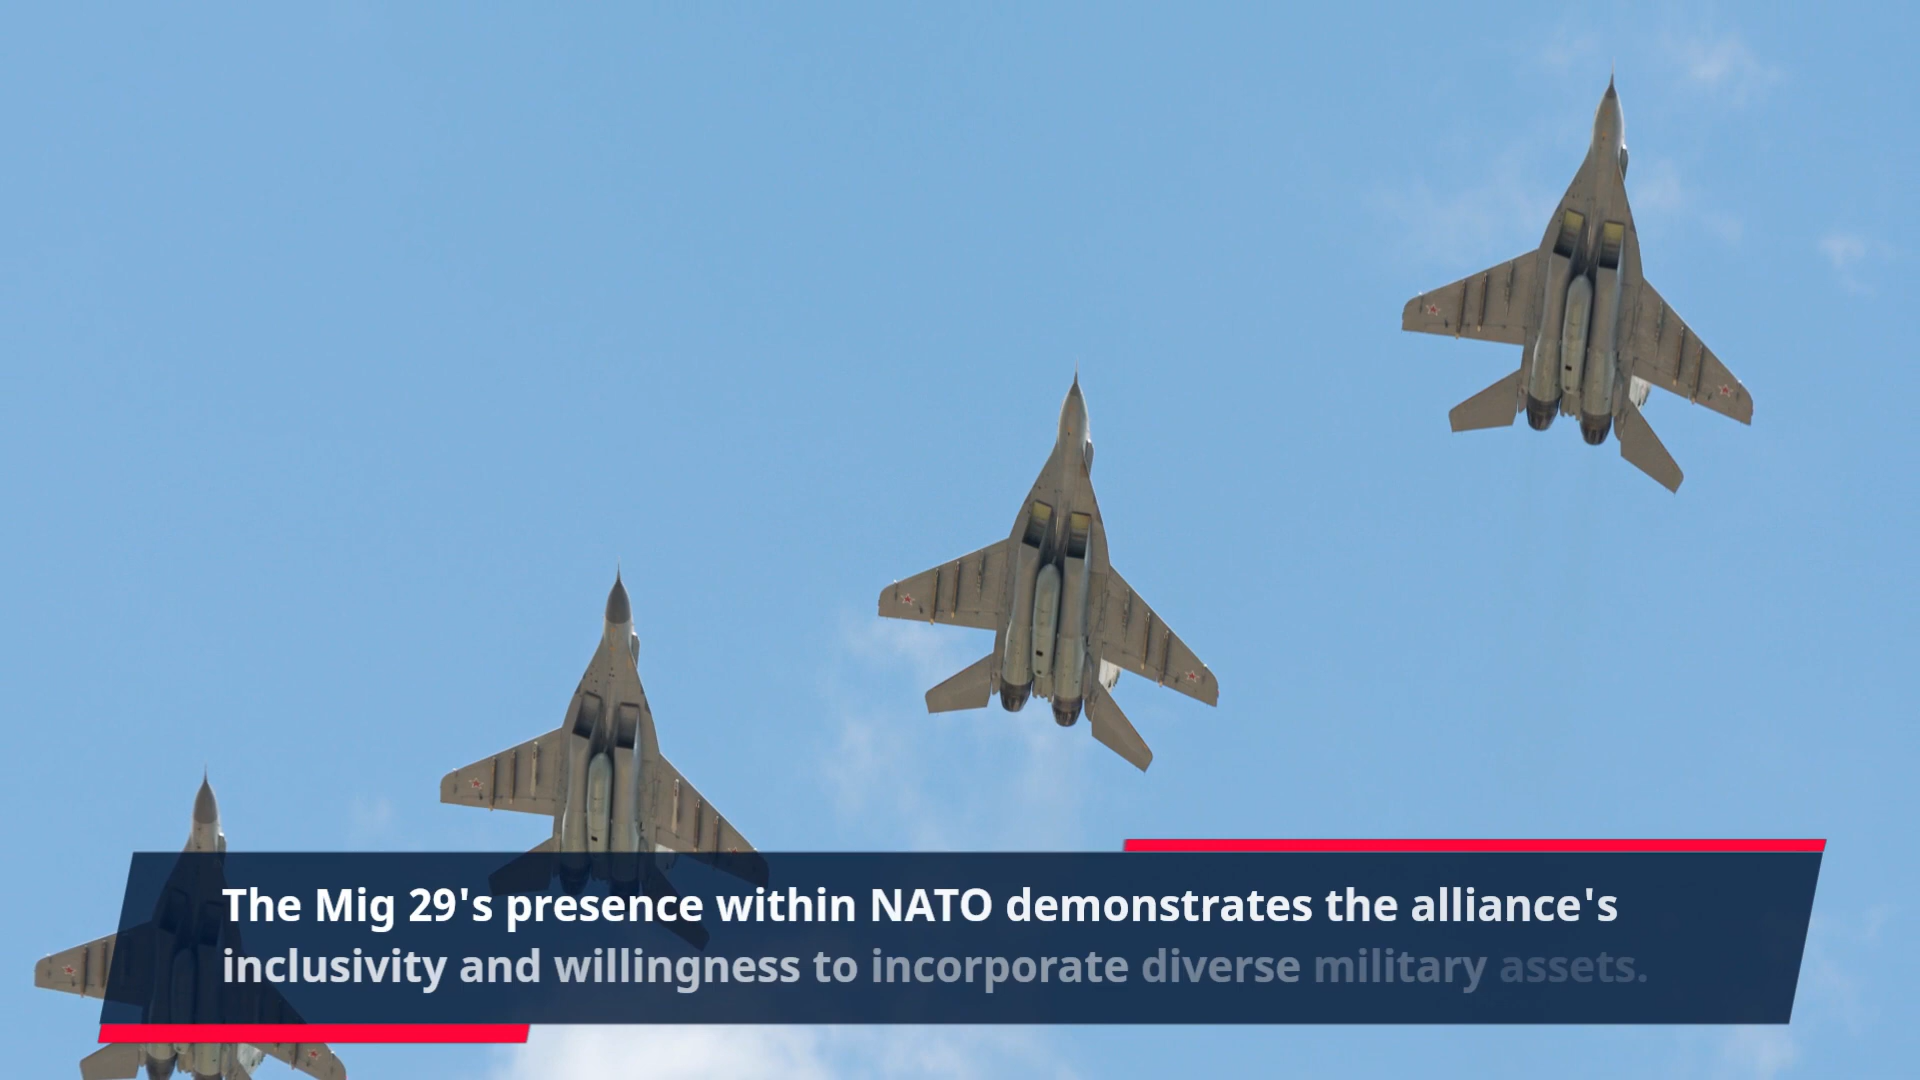 The Mig 29's presence within NATO demonstrates the alliance's
inclusivity and willingness to incorporate diverse military assets.